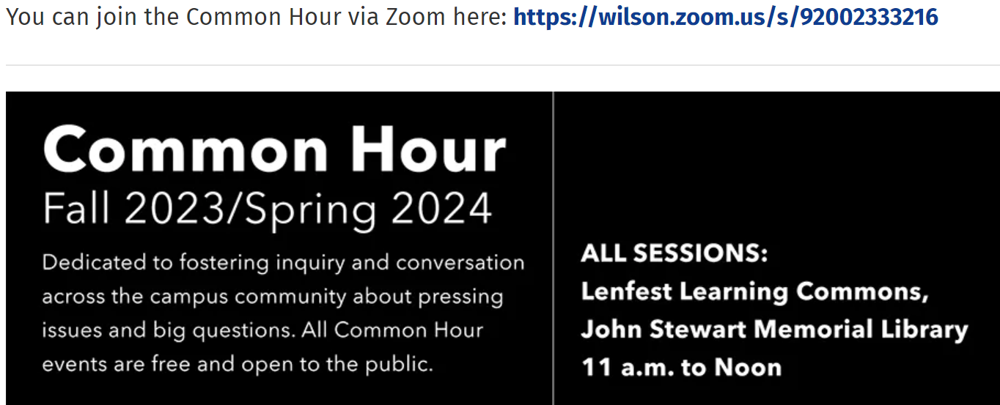 You can join the Common Hour via Zoom here: https://wilson.zoom.us/s/92002333216
Common Hour
Fall 2023/Spring 2024
Dedicated to fostering inquiry and conversation
across the campus community about pressing
issues and big questions. All Common Hour
events are free and open to the public.
ALL SESSIONS:
Lenfest Learning Commons,
John Stewart Memorial Library
11 a.m. to Noon